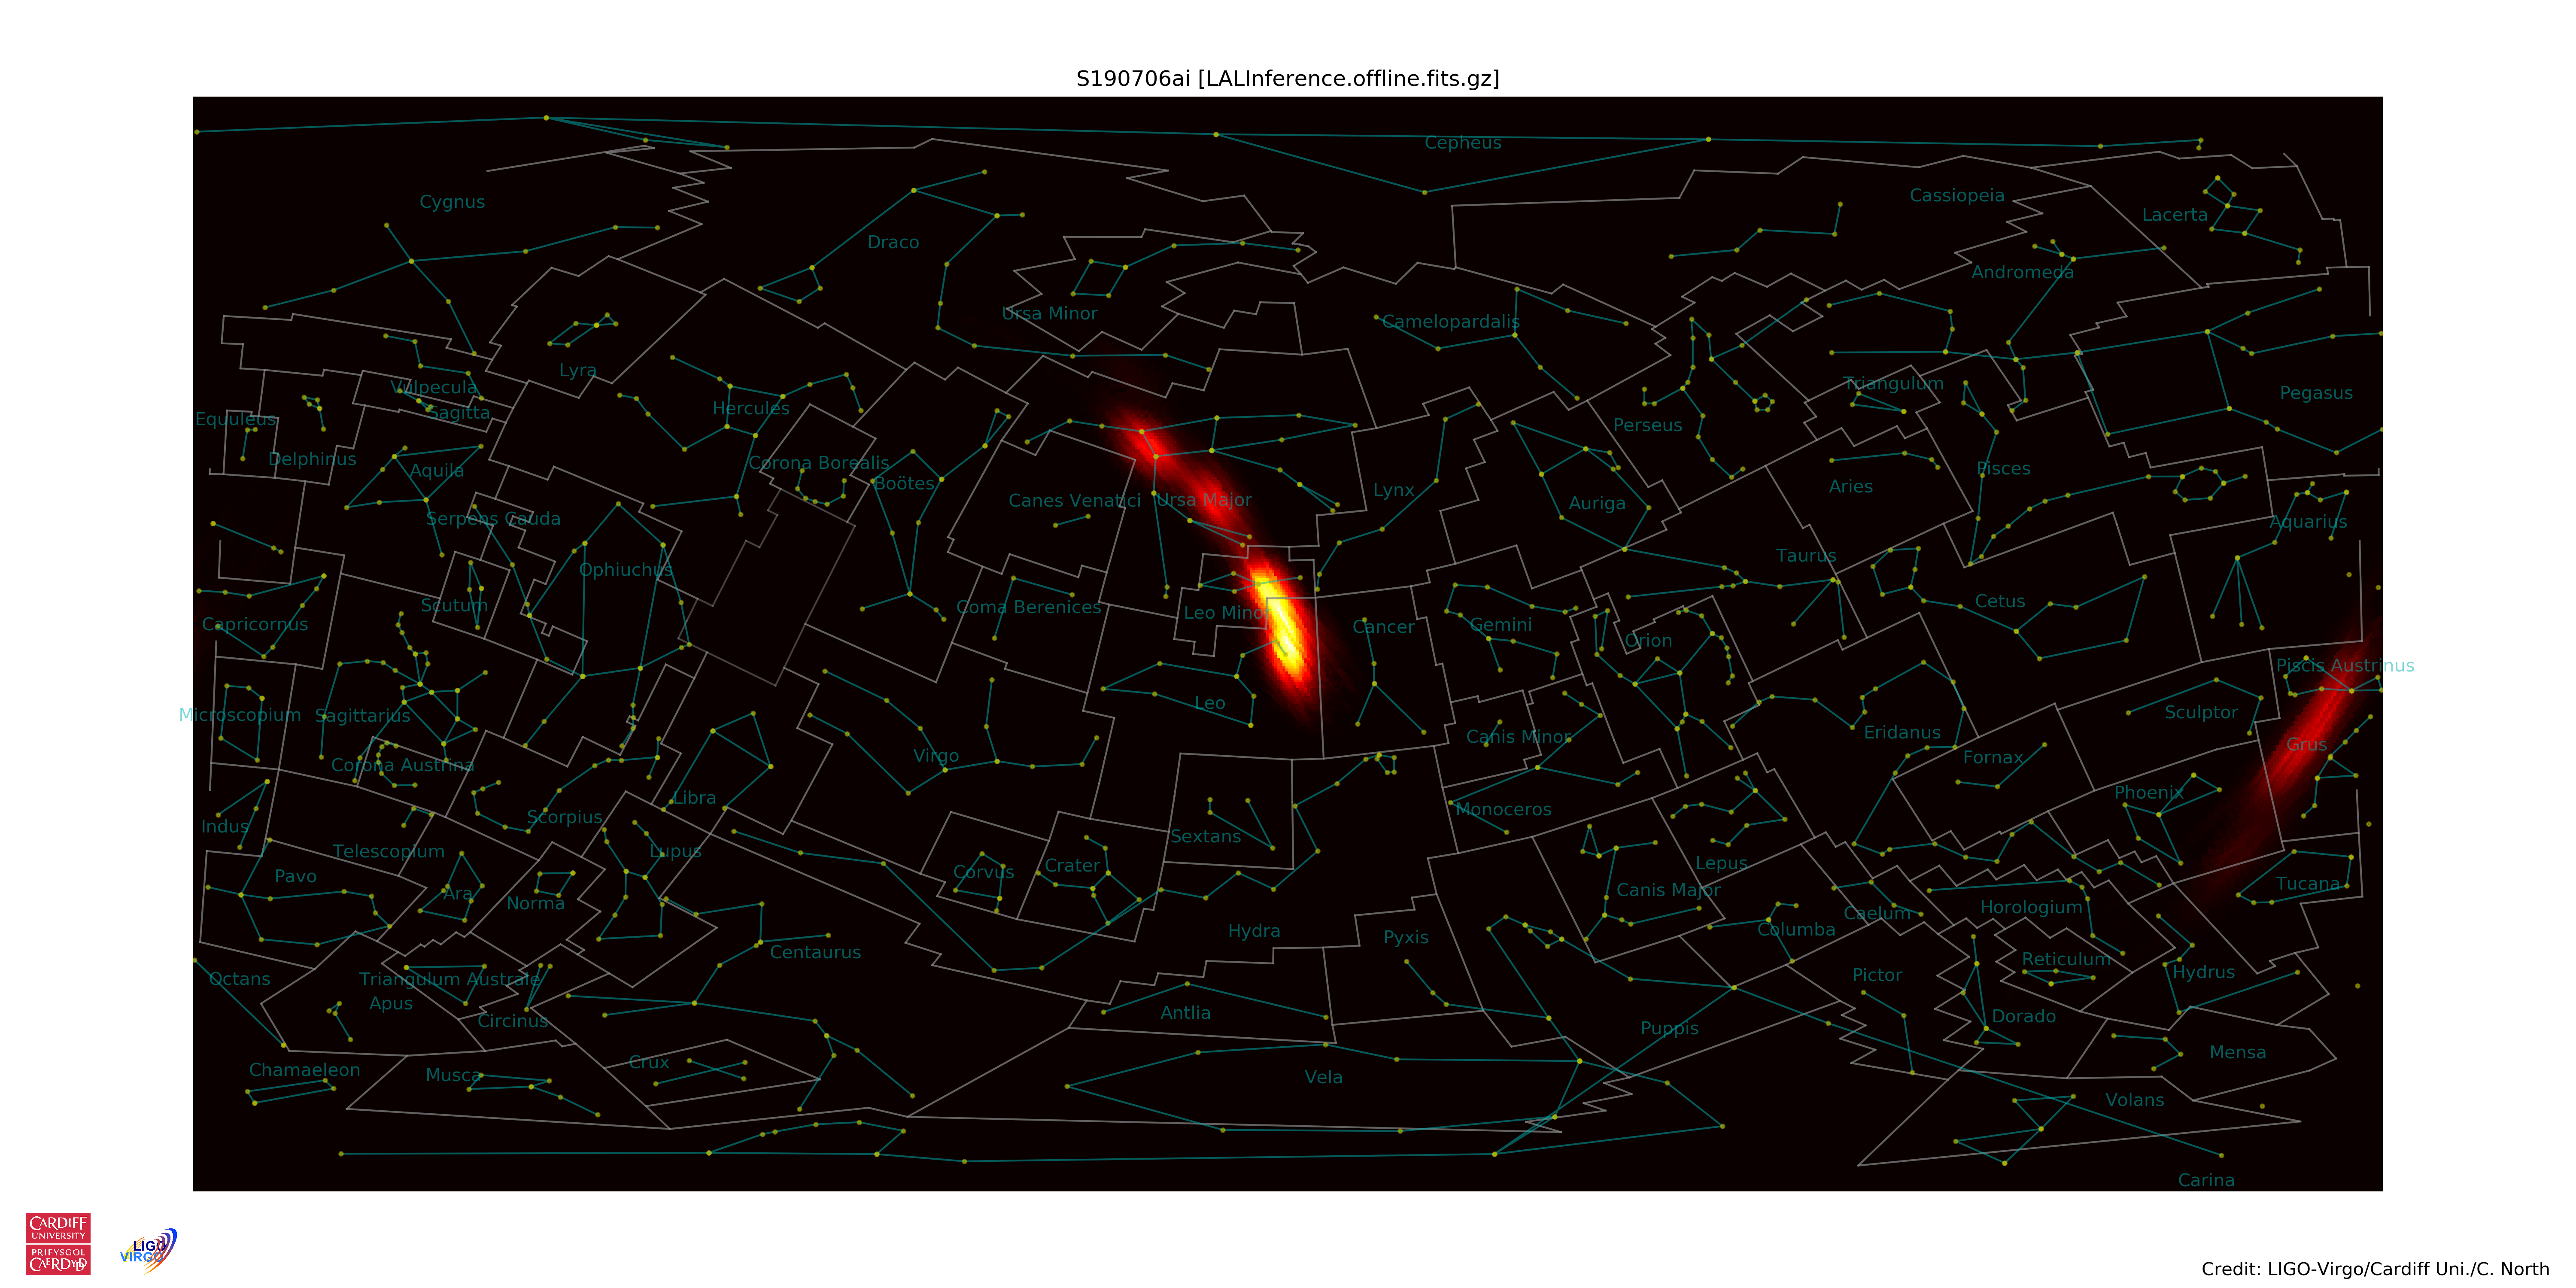 S190706ai [LALInference.offline.fits.gz]
Cepheus
Cassiopeia
Cygnus
Lacerta
Draco
Andromeda
Ursa Minor
Camelopardalis
Lyra
Triangulum
Vulpecula
Pegasus
Hercules
Sagitta
Equuleus
Perseus
Delphinus
Corona Borealis
Aquila
Pisces
Boötes
Aries
Lynx
Canes Venatici
Ursa Major
Auriga
Serpens Cauda
Aquarius
Taurus
Ophiuchus
Cetus
Scutum
Coma Berenices
Leo Minor
Capricornus
Gemini
Cancer
Orion
Piscis Austrinus
Leo
Sculptor
Microscopium
Sagittarius
Eridanus
Canis Minor
Grus
Virgo
Fornax
Corona Austrina
Phoenix
Libra
Monoceros
Scorpius
Indus
Sextans
Telescopium
Lupus
Lepus
Crater
Corvus
Pavo
Tucana
Canis Major
Ara
Norma
Horologium
Caelum
Columba
Hydra
Pyxis
Centaurus
Reticulum
Hydrus
Pictor
Octans
Triangulum Australe
Apus
Antlia
Dorado
Circinus
Puppis
Mensa
Crux
Chamaeleon
Musca
Vela
Volans
Carina
CARDIFF
UNIVERSITY
PRIFYSGOL
CAERDYDD
LIGO
VIRGO
Credit: LIGO-Virgo/Cardiff Uni./C. North